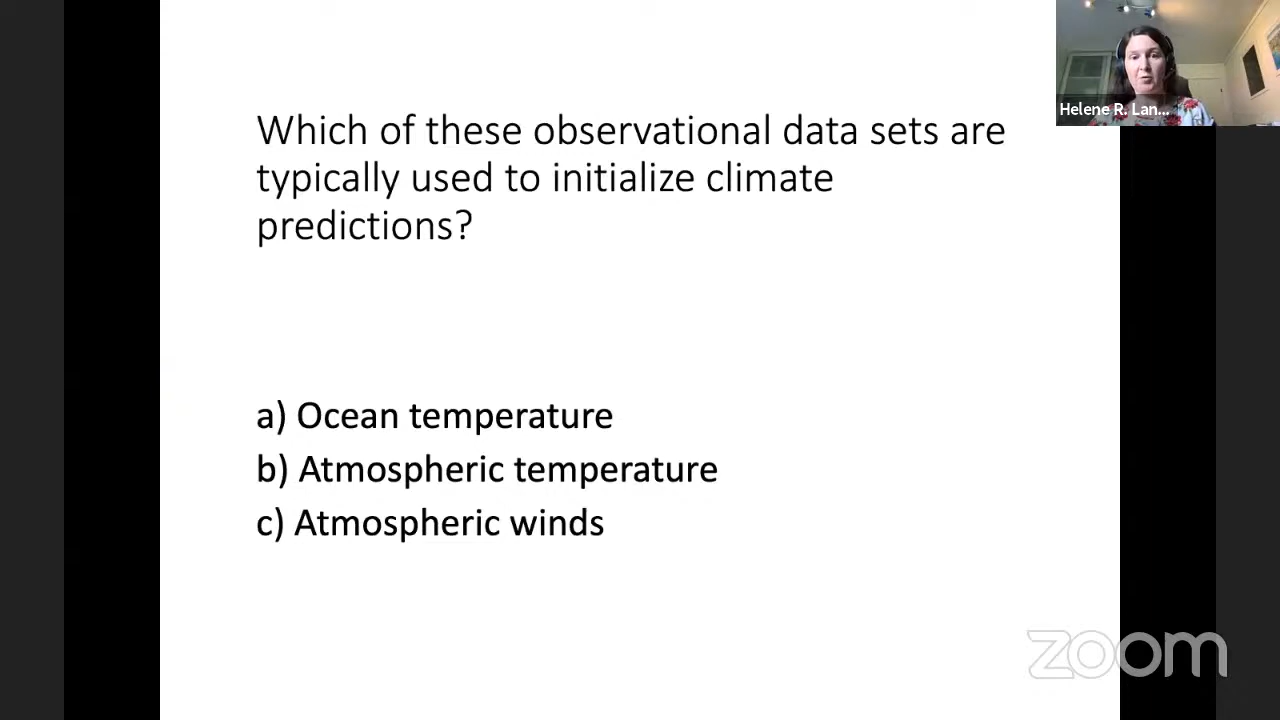 Helene R. Lan...
Which of these observational data sets are
typically used to initialize climate
predictions?
a) Ocean temperature
b) Atmospheric temperature
c) Atmospheric winds
zoom